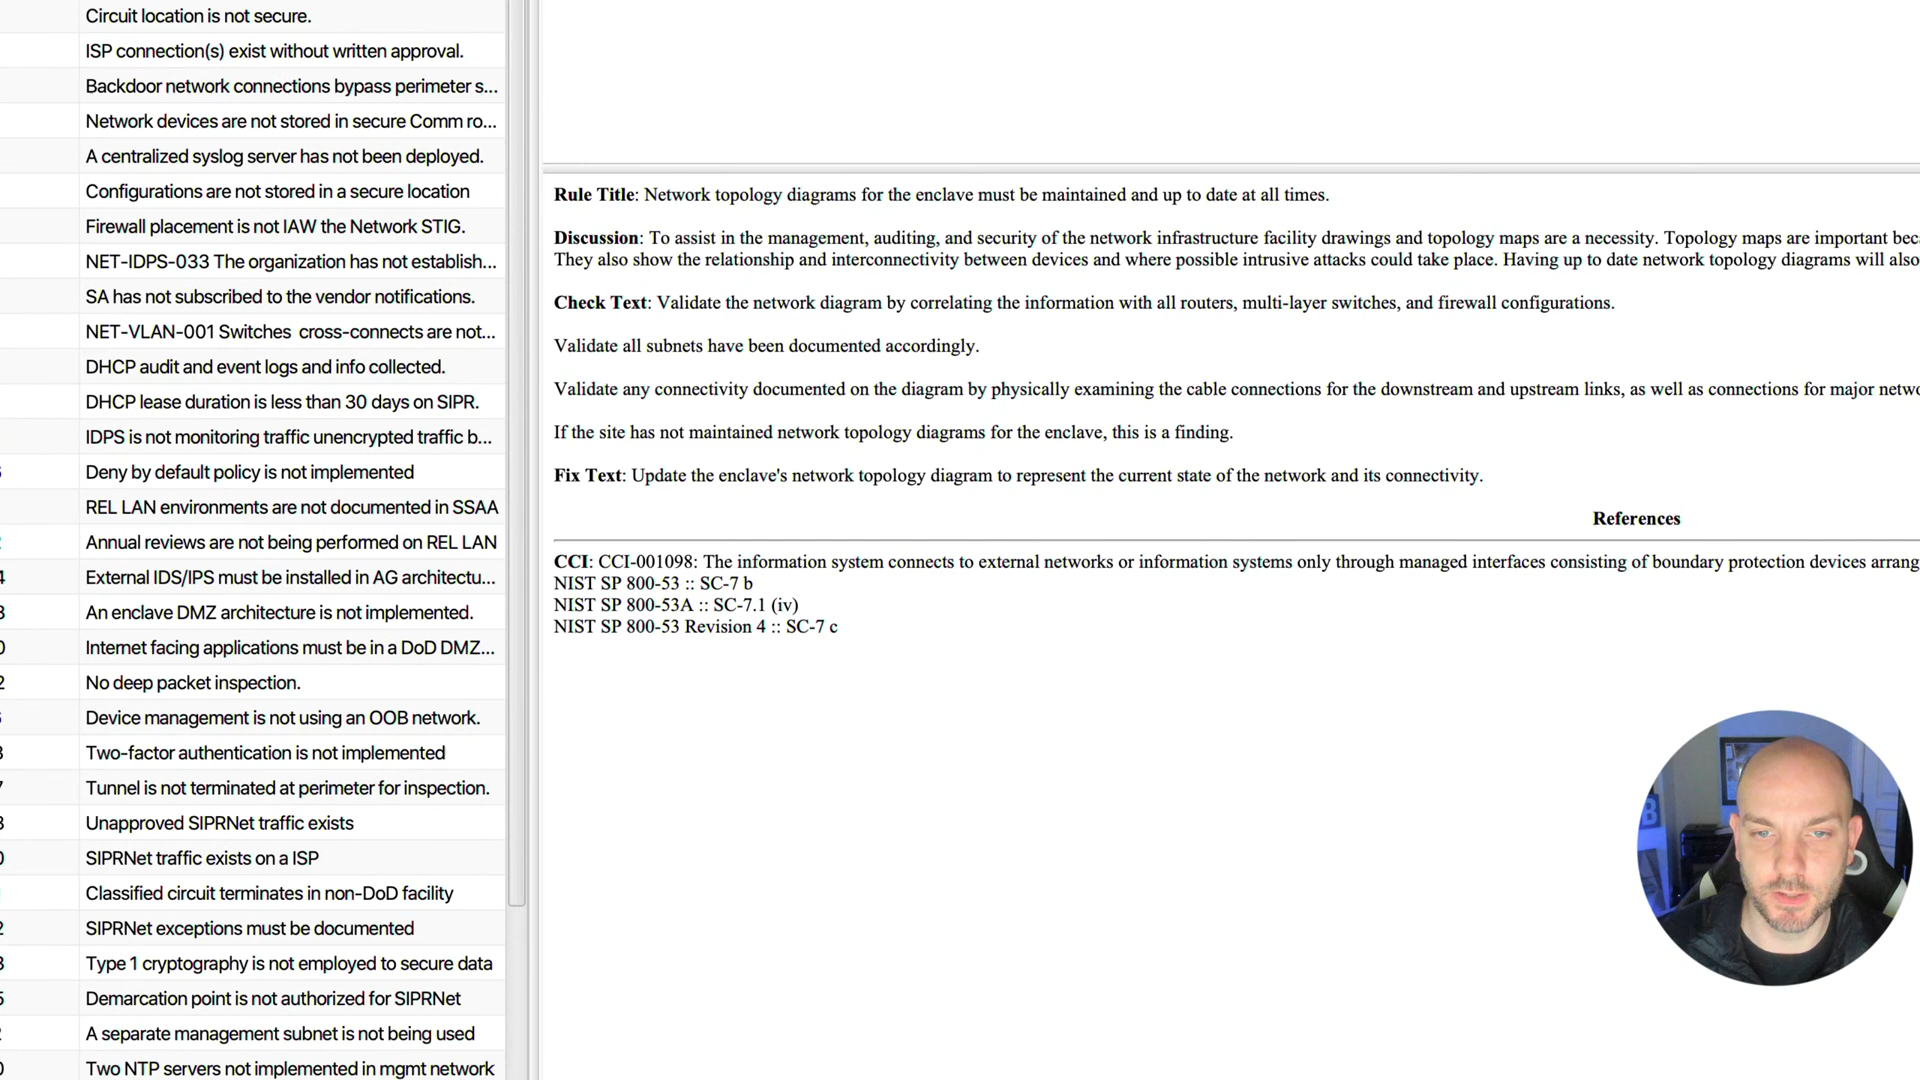 Circuit location is not secure.
ISP connection(s) exist without written approval.
Backdoor network connections bypass perimeter s...
Network devices are not stored in secure Comm ro...
A centralized syslog server has not been deployed.
Configurations are not stored in a secure location
Firewall placement is not IAW the Network STIG.
NET-IDPS-033 The organization has not establish...
SA has not subscribed to the vendor notifications.
NET-VLAN-001 Switches cross-connects are not...
DHCP audit and event logs and info collected.
DHCP lease duration is less than 30 days on SIPR.
IDPS is not monitoring traffic unencrypted traffic b...
Deny by default policy is not implemented
REL LAN environments are not documented in SSAA
Annual reviews are not being performed on REL LAN
4 External IDS/IPS must be installed in AG architectu...
3 An enclave DMZ architecture is not implemented.
0 Internet facing applications must be in a DoD DMZ...
2 No deep packet inspection.
Device management is not using an OOB network.
3 Two-factor authentication is not implemented
7 Tunnel is not terminated at perimeter for inspection.
3 Unapproved SIPRNet traffic exists
0 SIPRNet traffic exists on a ISP
Classified circuit terminates in non-DoD facility
2 SIPRNet exceptions must be documented
3 Type 1 cryptography is not employed to secure data
5 Demarcation point is not authorized for SIPRNet
2 A separate management subnet is not being used
0 Two NTP servers not implemented in mgmt network
Rule Title: Network topology diagrams for the enclave must be maintained and up to date at all times.
Discussion: To assist in the management, auditing, and security of the network infrastructure facility drawings and topology maps are a necessity. Topology maps are important bec
They also show the relationship and interconnectivity between devices and where possible intrusive attacks could take place. Having up to date network topology diagrams will also
Check Text: Validate the network diagram by correlating the information with all routers, multi-layer switches, and firewall configurations.
Validate all subnets have been documented accordingly.
Validate any connectivity documented on the diagram by physically examining the cable connections for the downstream and upstream links, as well as connections for major netwo
If the site has not maintained network topology diagrams for the enclave, this is a finding.
Fix Text: Update the enclave's network topology diagram to represent the current state of the network and its connectivity.
References
CCI: CCI-001098: The information system connects to external networks or information systems only through managed interfaces consisting of boundary protection devices arrang
NIST SP 800-53 :: SC-7 b
NIST SP 800-53A :: SC-7.1 (iv)
NIST SP 800-53 Revision 4 :: SC-7 c